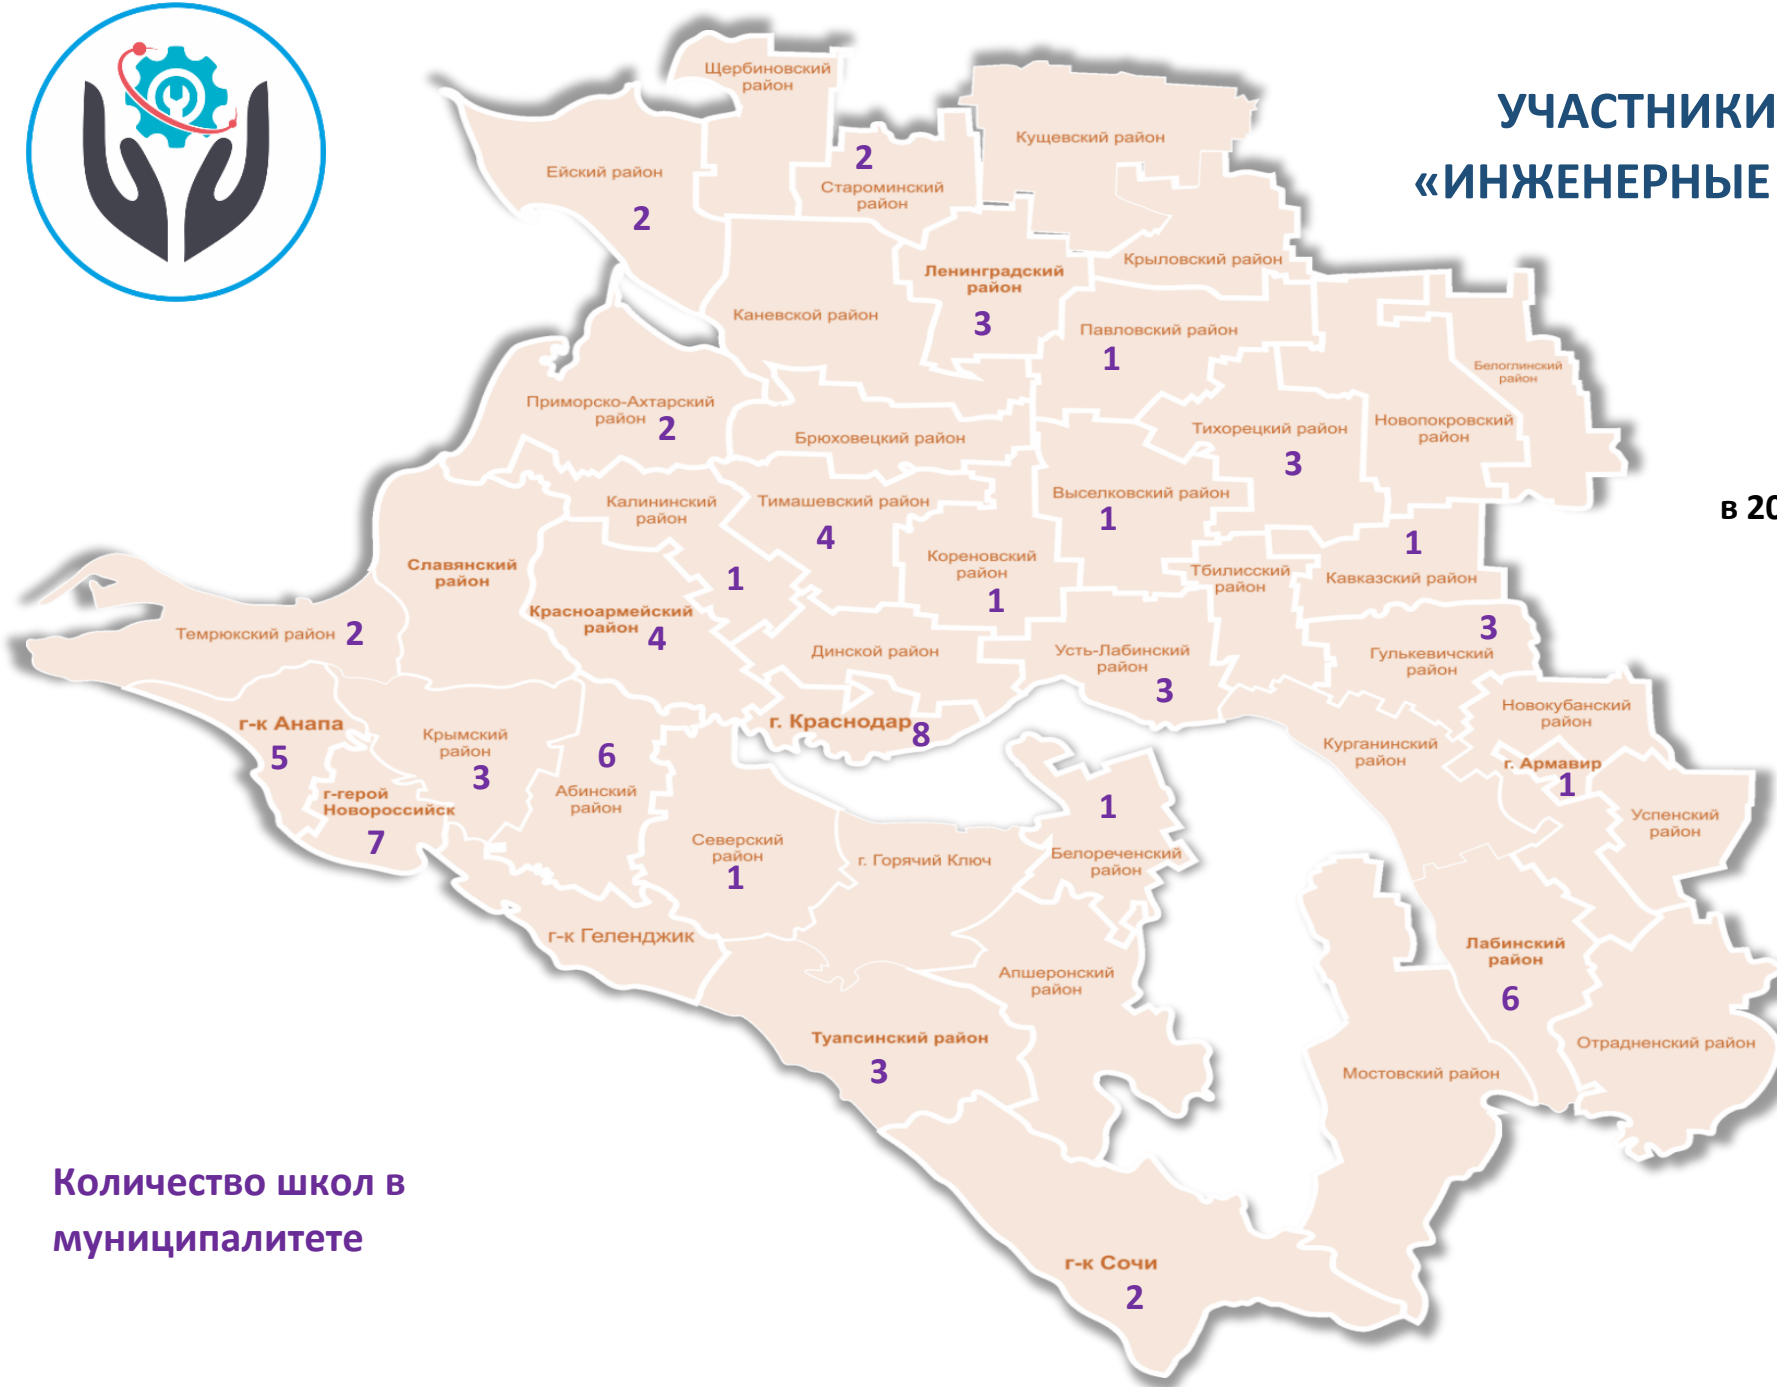 УЧАСТНИКИ
«ИНЖЕНЕРНЫЕ
в 20
Щербиновский
район
Ейский район
2
2
Староминский
район
Кущевский район
Крыловский район
Ленинградский
район
3
Каневской район
Павловский район
1
Белоглинский
район
Приморско-Ахтарский
район 2
Брюховецкий район
Тихорецкий район
3
Новопокровский
район
Калининский
район
1
Тимашевский район
4
Выселковский район
1
Кореновский
район
1
Тбилисский
район
1
Кавказский район
Славянский
район
Красноармейский
район 4
Темрюкский район 2
Динской район
Усть-Лабинский
район
3
3
Гулькевичский
район
Новокубанский
район
г-к Анапа
5
Крымский
район
3
6
Абинский
район
г. Краснодар 8
Курганинский
район
г. Армавир
1
г-герой
Новороссийск
7
Северский
район
1
г. Горячий Ключ
1
Белореченский
район
Успенский
район
г-к Геленджик
Апшеронский
район
Лабинский
район
6
Туапсинский район
3
Мостовский район
Отрадненский район
г-к Сочи
2
Количество школ в
муниципалитете